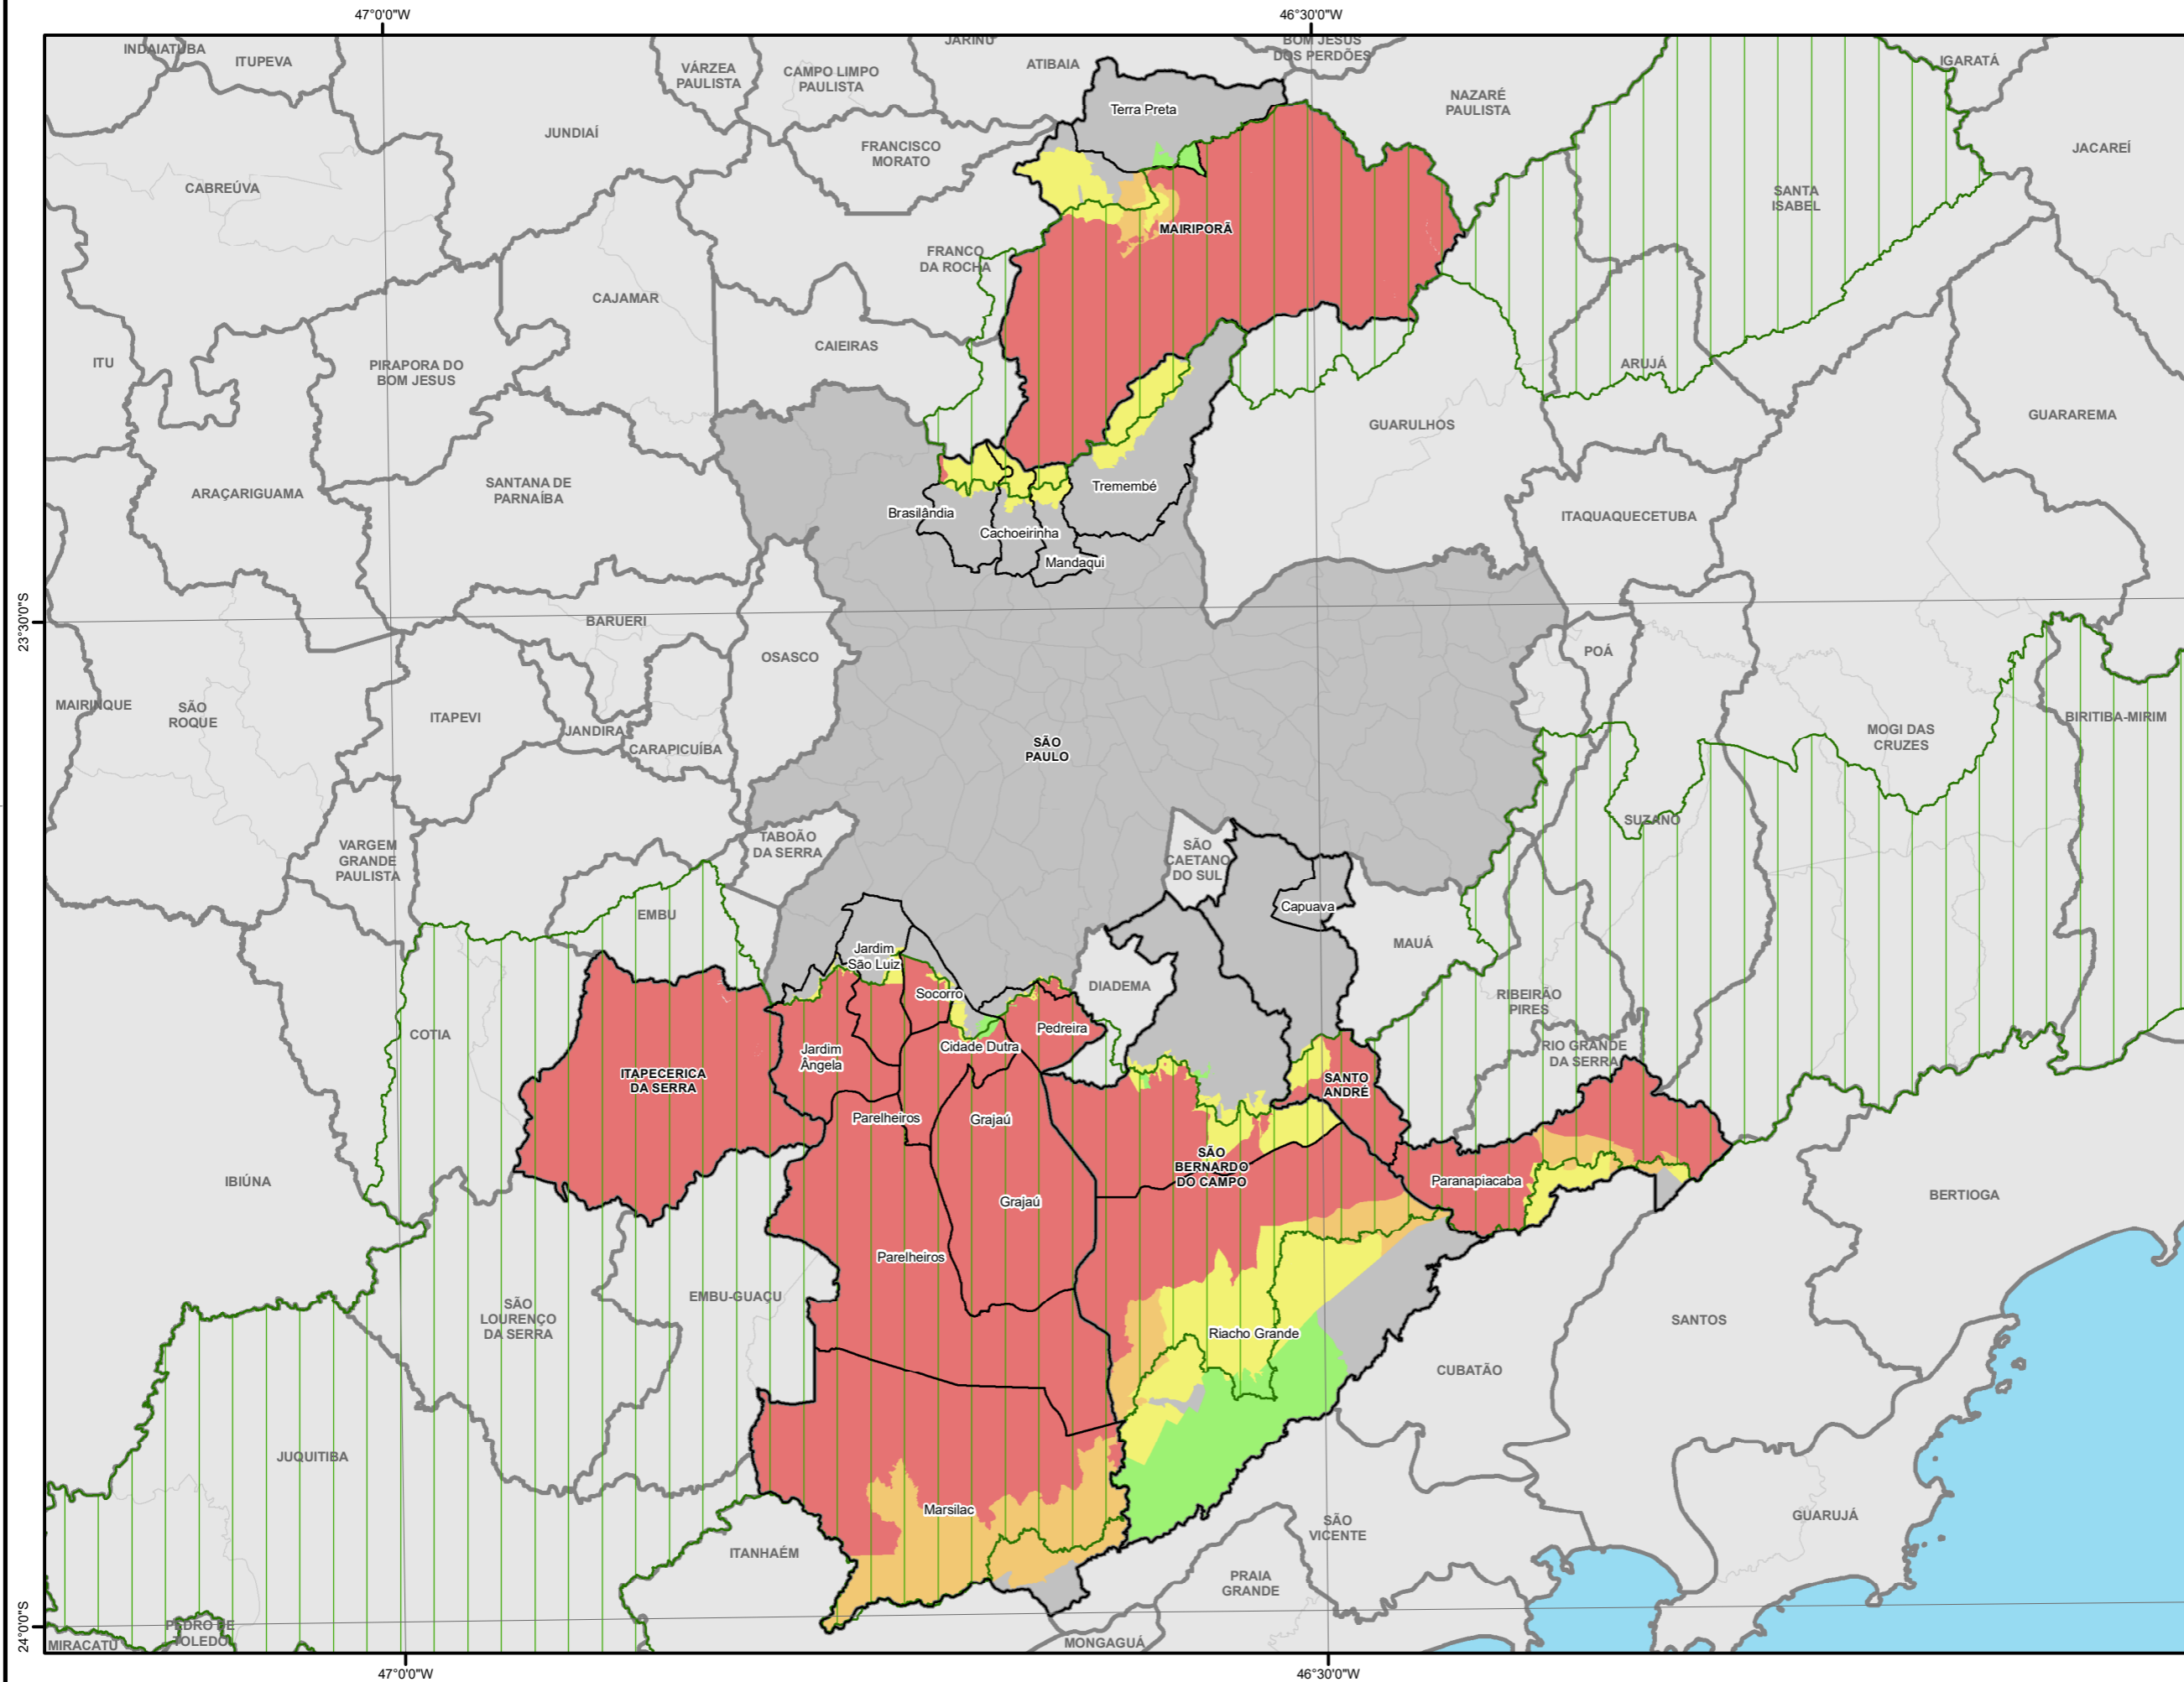 47°0'0"W
46°30'0"W
INDAIATUBA
ITUPEVA
VÁRZEA
PAULISTA
CAMPO LIMPO
PAULISTA
JARINU
ATIBAIA
BOM JESUS
DOS PERDÕES
IGARATÁ
NAZARÉ
PAULISTA
Terra Preta
JUNDIAÍ
FRANCISCO
MORATO
JACAREÍ
CABREÚVA
SANTA
ISABEL
MAIRIPORÃ
FRANCO
DA ROCHA
CAJAMAR
CAIEIRAS
ITU
PIRAPORA DO
BOM JESUS
ARUJÁ
GUARULHOS
GUARAREMA
ARAÇARIGUAMA
SANTANA DE
PARNAÍBA
Tremembé
Brasilândia
Cachoeirinha
Mandaqui
ITAQUAQUECETUBA
23°30'0"S
BARUERI
OSASCO
POÁ
MAIRINQUE
SÃO
ROQUE
ITAPEVI
JANDIRA
CARAPICUÍBA
SÃO
PAULO
MOGI DAS
CRUZES
BIRITIBA-MIRIM
VARGEM
GRANDE
PAULISTA
TABOÃO
DA SERRA
SÃO
CAETANO
DO SUL
SUZANO
EMBU
Capuava
MAUÁ
Jardim
São Luiz
Socorro
DIADEMA
RIBEIRÃO
PIRES
COTIA
Pedreira
Cidade Dutra
Jardim
Ângela
RIO GRANDE
DA SERRA
ITAPECERICA
DA SERRA
SANTO
ANDRÉ
Parelheiros
Grajaú
SÃO
BERNARDO
DO CAMPO
Paranapiacaba
IBIÚNA
BERTIOGA
Grajaú
Parelheiros
EMBU-GUAÇU
SÃO
LOURENÇO
DA SERRA
Riacho Grande
SANTOS
CUBATÃO
JUQUITIBA
Marsilac
SÃO
VICENTE
GUARUJÁ
ITANHAÉM
PRAIA
GRANDE
24°0'0"S
PEDRO DE
TOLEDO
MIRACATU
MONGAGUÁ
47°0'0"W
46°30'0"W